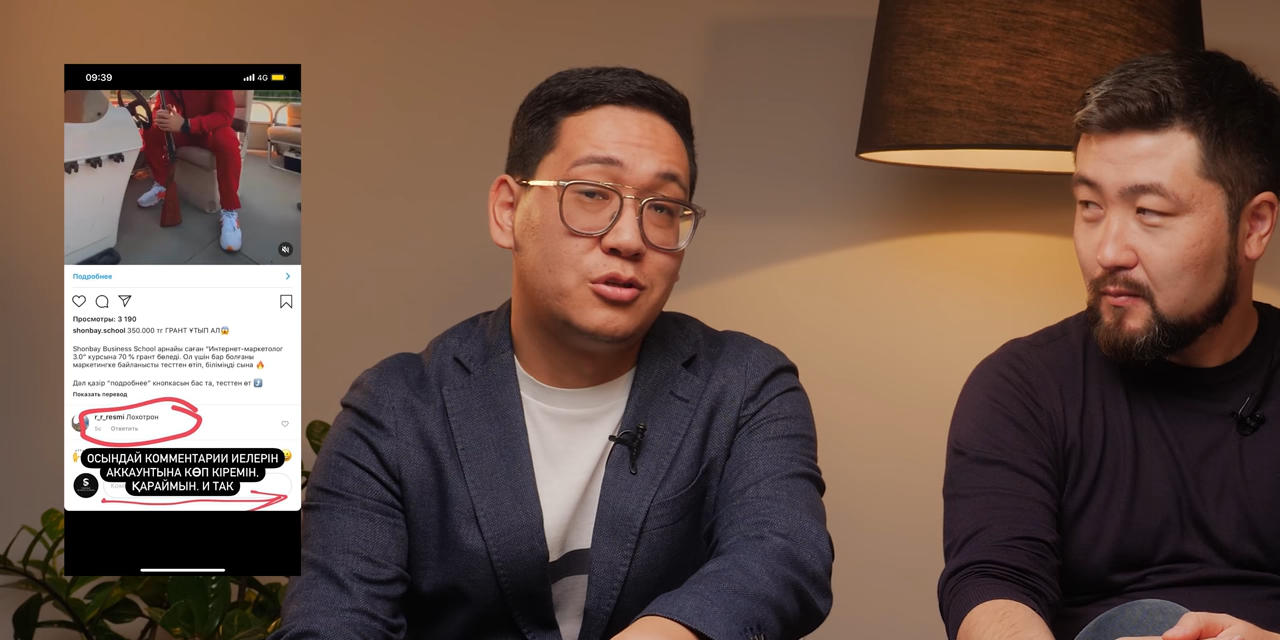 09:39
4G
Подробнее
Просмотры: 3 190
shonbay.school 350.000 тг ГРАНТ ҰТЫП АЛ😱
Shonbay Business School арнайы саған "Интернет-маркетолог
3.0" курсына 70 % грант бөледі. Ол үшін бар болғаны
маркетингке байланысты тесттен өтіп, біліміңді сына 🔥
Дәл қазір "подробнее" кнопкасын бас та, тесттен өт ⤴️
Показать перевод
r_r_resmi Лохотрон
5с Ответить
ОСЫНДАЙ КОММЕНТАРИИ ИЕЛЕРІН
АККАУНТЫНА КӨП КІРЕМІН.
ҚАРАЙМЫН. И ТАК
S